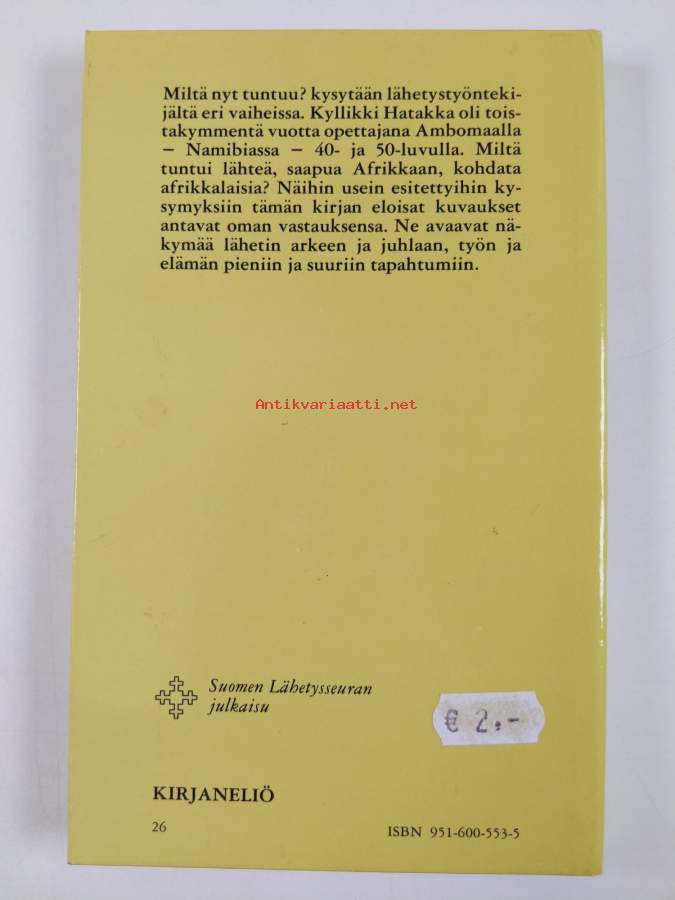 Miltä nyt tuntuu? kysytään lähetystyönteki-
jältä eri vaiheissa. Kyllikki Hatakka oli tois-
takymmentä vuotta opettajana Ambomaalla
– Namibiassa – 40- ja 50-luvulla. Miltä
tuntui lähteä, saapua Afrikkaan, kohdata
afrikkalaisia? Näihin usein esitettyihin ky-
symyksiin tämän kirjan eloisat kuvaukset
antavat oman vastauksensa. Ne avaavat nä-
kymää lähetin arkeen ja juhlaan, työn ja
elämän pieniin ja suuriin tapahtumiin.
Antikvariaatti.net
Suomen Lähetysseuran
julkaisu
€ 2.-
KIRJANELIÖ
26
ISBN 951-600-553-5